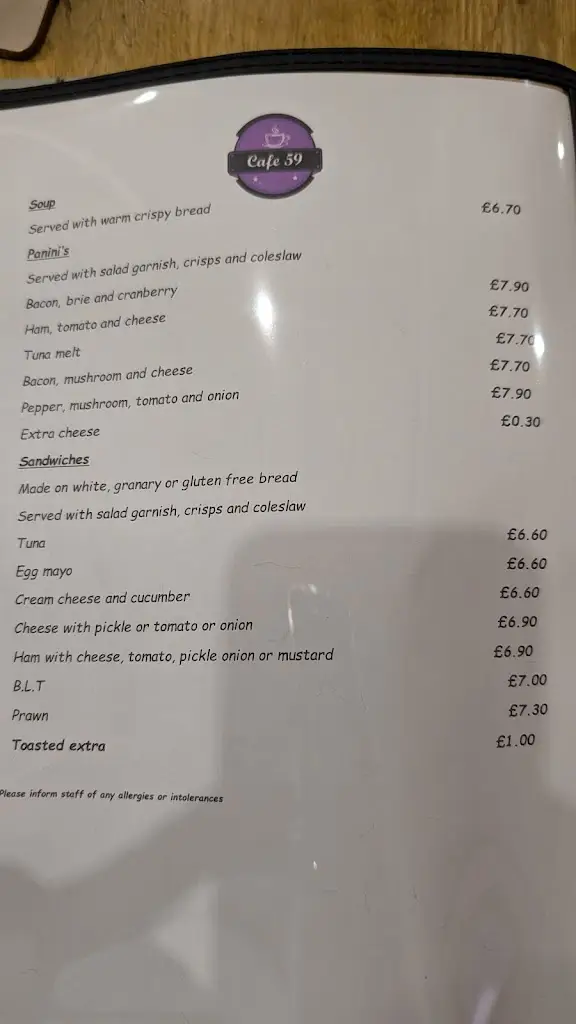 Cafe 59
Soup
Served with warm crispy bread £6.70
Panini's
Served with salad garnish, crisps and coleslaw
Bacon, brie and cranberry £7.90
Ham, tomato and cheese £7.70
Tuna melt £7.70
Bacon, mushroom and cheese £7.70
Pepper, mushroom, tomato and onion £7.90
Extra cheese £0.30
Sandwiches
Made on white, granary or gluten free bread
Served with salad garnish, crisps and coleslaw
Tuna £6.60
Egg mayo £6.60
Cream cheese and cucumber £6.60
Cheese with pickle or tomato or onion £6.90
Ham with cheese, tomato, pickle onion or mustard £6.90
B.L.T £7.00
Prawn £7.30
Toasted extra £1.00
Please inform staff of any allergies or intolerances